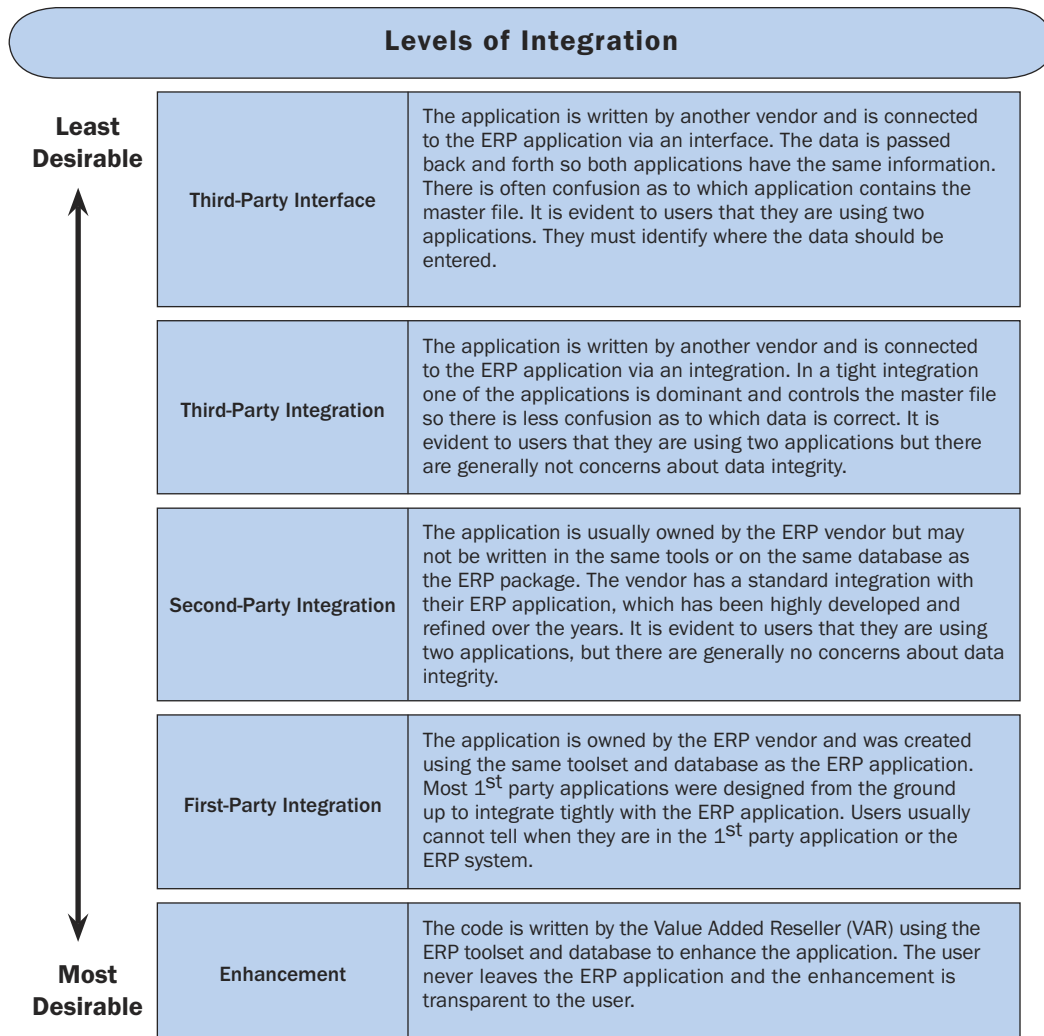 Levels of Integration
Least
Desirable
Third-Party Interface
The application is written by another vendor and is connected
to the ERP application via an interface. The data is passed
back and forth so both applications have the same information.
There is often confusion as to which application contains the
master file. It is evident to users that they are using two
applications. They must identify where the data should be
entered.
Third-Party Integration
The application is written by another vendor and is connected
to the ERP application via an integration. In a tight integration
one of the applications is dominant and controls the master file
so there is less confusion as to which data is correct. It is
evident to users that they are using two applications but there
are generally not concerns about data integrity.
Second-Party Integration
The application is usually owned by the ERP vendor but may
not be written in the same tools or on the same database as
the ERP package. The vendor has a standard integration with
their ERP application, which has been highly developed and
refined over the years. It is evident to users that they are using
two applications, but there are generally no concerns about data
integrity.
First-Party Integration
The application is owned by the ERP vendor and was created
using the same toolset and database as the ERP application.
Most 1st party applications were designed from the ground
up to integrate tightly with the ERP application. Users usually
cannot tell when they are in the 1st party application or the
ERP system.
Most
Desirable
Enhancement
The code is written by the Value Added Reseller (VAR) using the
ERP toolset and database to enhance the application. The user
never leaves the ERP application and the enhancement is
transparent to the user.